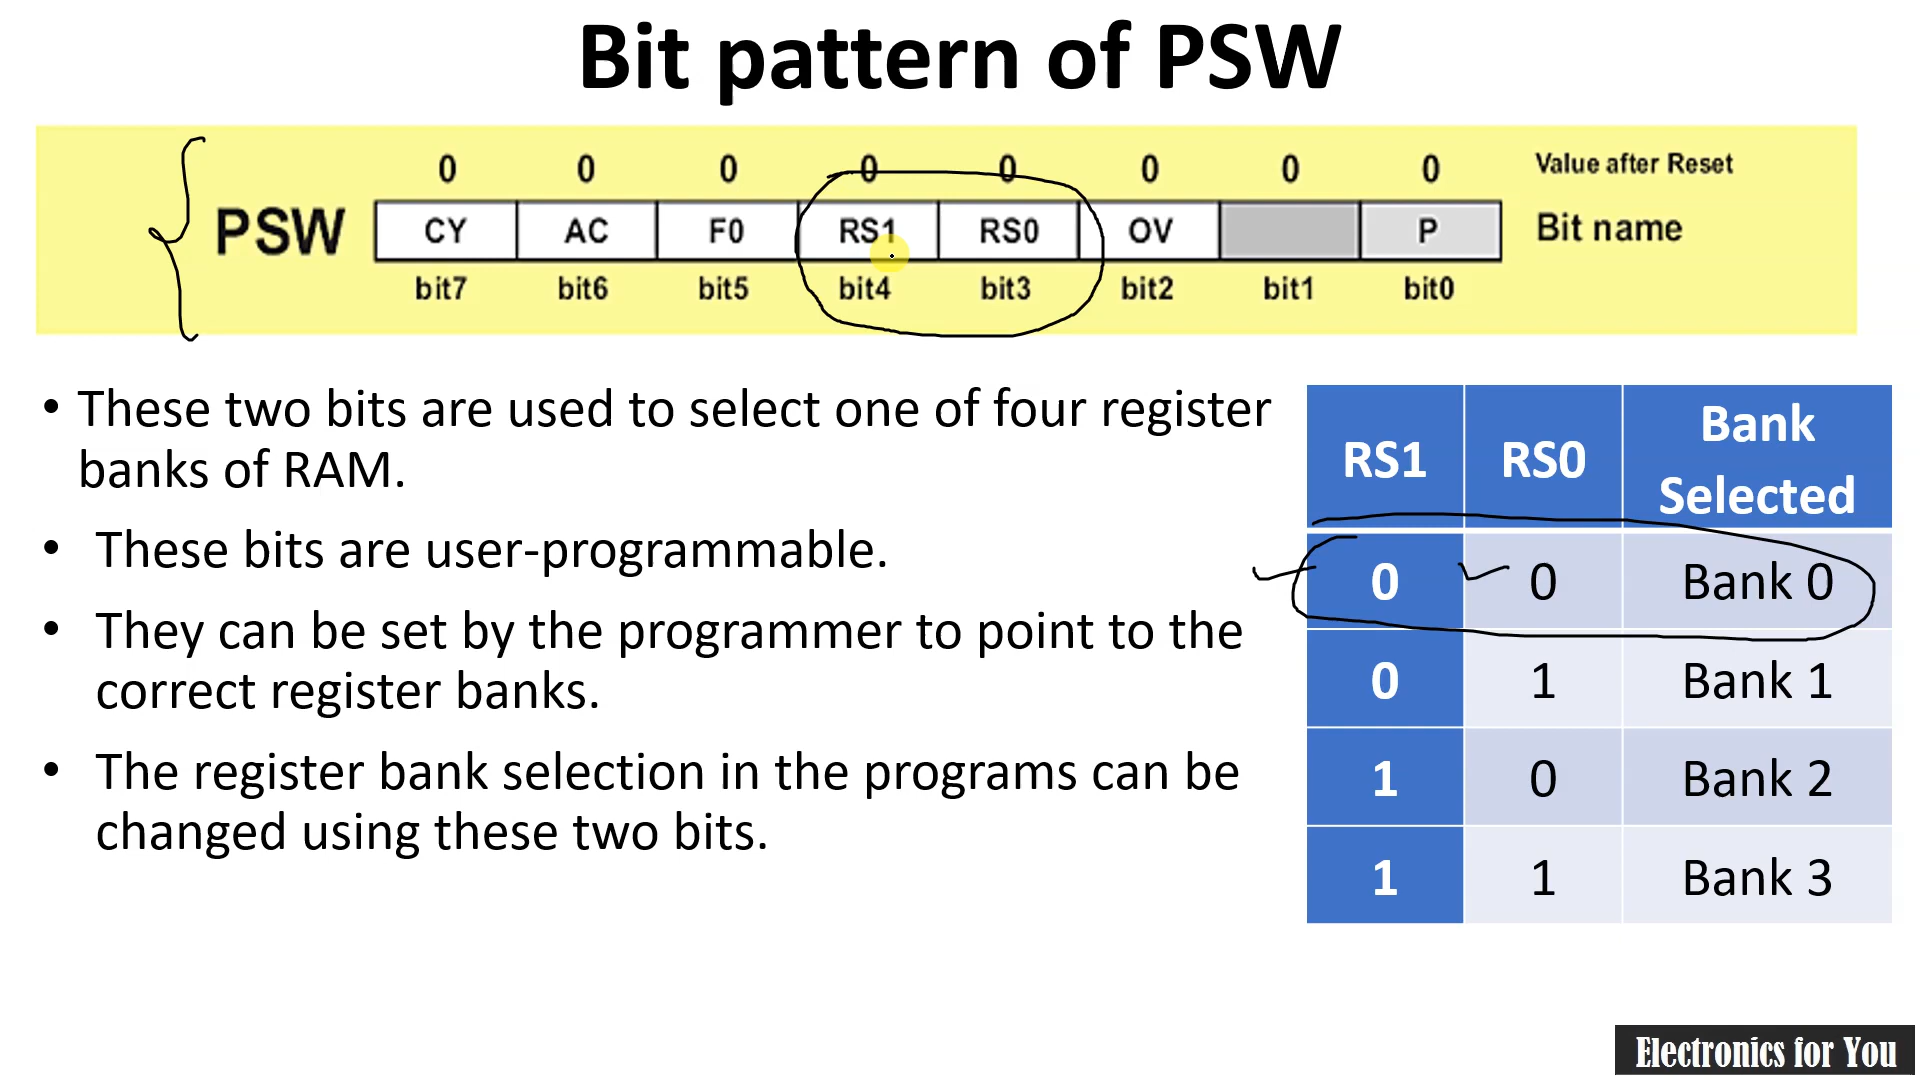 Bit pattern of PSW
0 0 0 0 0 0 0 0 Value after Reset
PSW CY AC F0 RS1 RS0 OV P Bit name
bit7 bit6 bit5 bit4 bit3 bit2 bit1 bit0
• These two bits are used to select one of four register
banks of RAM.
• These bits are user-programmable.
• They can be set by the programmer to point to the
correct register banks.
• The register bank selection in the programs can be
changed using these two bits.
RS1 RS0 Bank Selected
0 0 Bank 0
0 1 Bank 1
1 0 Bank 2
1 1 Bank 3
Electronics for You